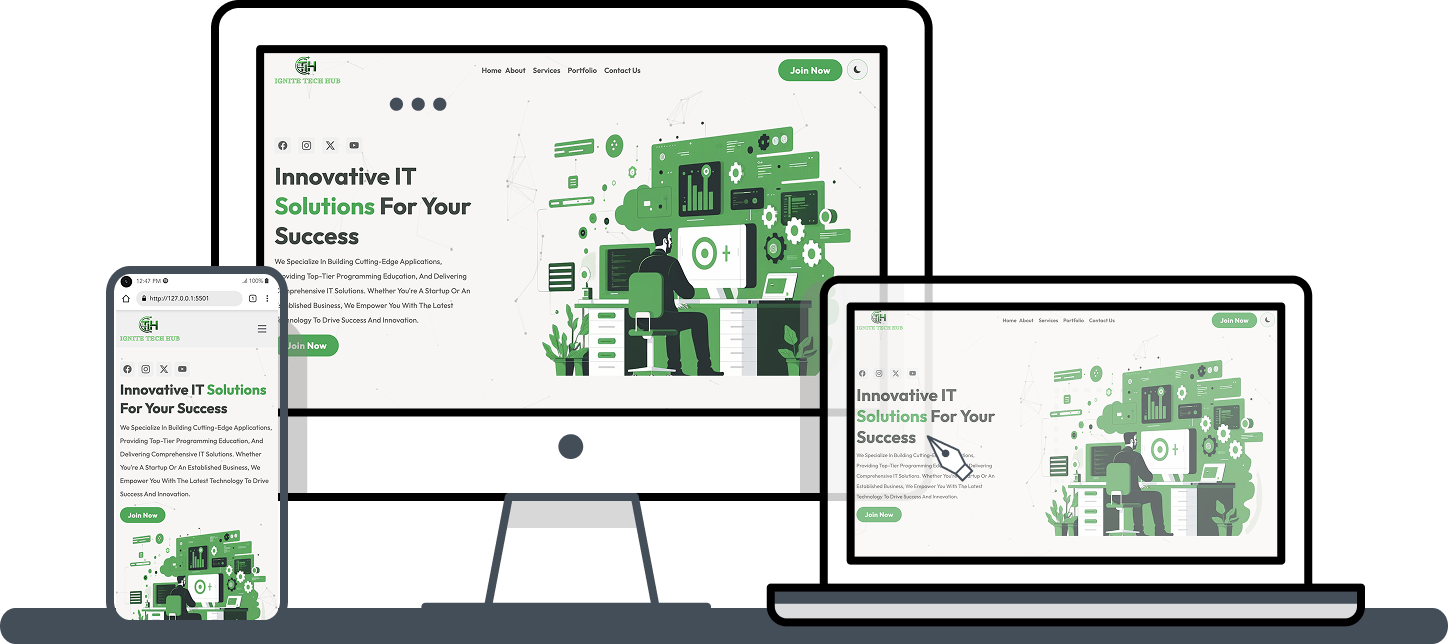 IGNITE TECH HUB
Home About Services Portfolio Contact Us
Join Now
Innovative IT
Solutions For Your
Success
We Specialize In Building Cutting-Edge Applications,
Providing Top-Tier Programming Education, And Delivering
Comprehensive IT Solutions. Whether You're A Startup Or An
Established Business, We Empower You With The Latest
Technology To Drive Success And Innovation.
Join Now
12:47 PM
100%
http://127.0.0.1:5501
IGNITE TECH HUB
Innovative IT Solutions
For Your Success
We Specialize In Building Cutting-Edge Applications,
Providing Top-Tier Programming Education, And
Delivering Comprehensive IT Solutions. Whether
You're A Startup Or An Established Business, We
Empower You With The Latest Technology To Drive
Success And Innovation.
Join Now
IGNITE TECH HUB
Home About Services Portfolio Contact Us
Join Now
Innovative IT
Solutions For Your
Success
We Specialize In Building Cutting-Edge Applications,
Providing Top-Tier Programming Education, And Delivering
Comprehensive IT Solutions. Whether You're A Startup Or An
Established Business, We Empower You With The Latest
Technology To Drive Success And Innovation.
Join Now